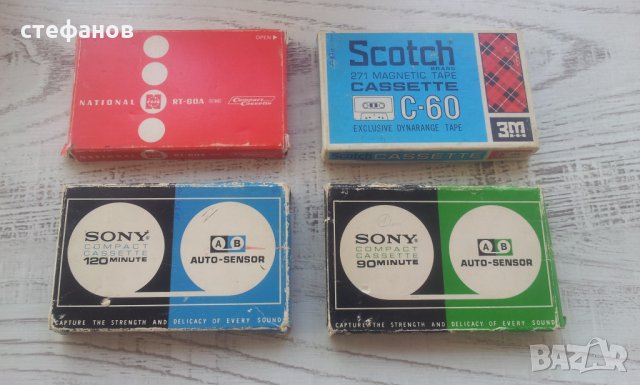 стефанов
OPEN
NATIONAL
RT-60A
Compact
Cassette
Scotch
BRAND
271 MAGNETIC TAPE
CASSETTE
C-60
EXCLUSIVE DYNARANGE TAPE
3M
Scotch CASSETTE
SONY
COMPACT
CASSETTE
120 MINUTE
A B
AUTO-SENSOR
CAPTURE THE STRENGTH AND DELICACY OF EVERY SOUND
SONY
COMPACT
CASSETTE
90 MINUTE
A B
AUTO-SENSOR
CAPTURE THE STRENGTH AND DELICACY OF EVERY SOUND
BAZAR